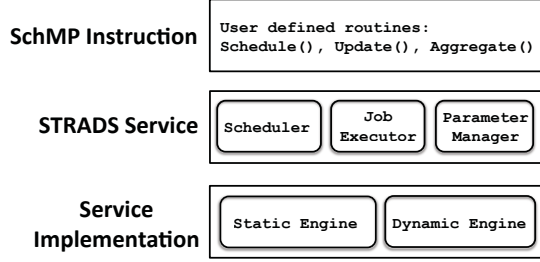 SchMP Instruction
User defined routines:
Schedule(), Update(), Aggregate()
STRADS Service
Scheduler
Job
Executor
Parameter
Manager
Service
Implementation
Static Engine
Dynamic Engine